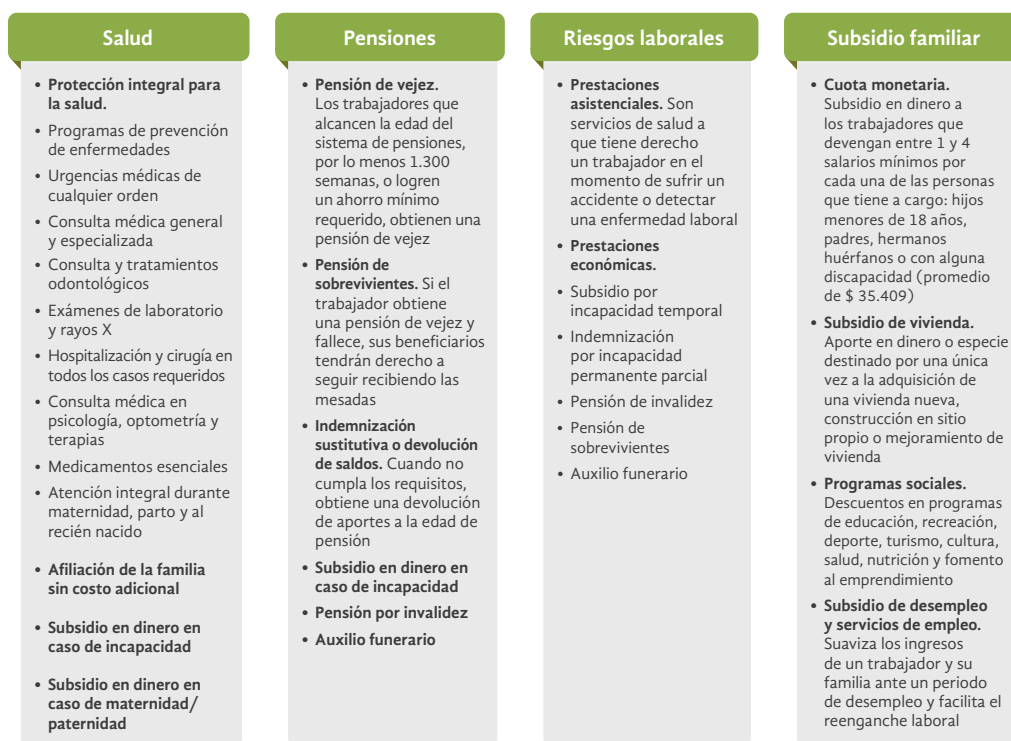 Salud
• Protección integral para
la salud.
• Programas de prevención
de enfermedades
• Urgencias médicas de
cualquier orden
• Consulta médica general
y especializada
• Consulta y tratamientos
odontológicos
• Exámenes de laboratorio
y rayos X
• Hospitalización y cirugía en
todos los casos requeridos
• Consulta médica en
psicología, optometría y
terapias
• Medicamentos esenciales
• Atención integral durante
maternidad, parto y al
recién nacido
• Afiliación de la familia
sin costo adicional
• Subsidio en dinero en
caso de incapacidad
• Subsidio en dinero en
caso de maternidad/
paternidad
Pensiones
• Pensión de vejez.
Los trabajadores que
alcancen la edad del
sistema de pensiones,
por lo menos 1.300
semanas, o logren
un ahorro mínimo
requerido, obtienen una
pensión de vejez
• Pensión de
sobrevivientes. Si el
trabajador obtiene
una pensión de vejez y
fallece, sus beneficiarios
tendrán derecho a
seguir recibiendo las
mesadas
• Indemnización
sustitutiva o devolución
de saldos. Cuando no
cumpla los requisitos,
obtiene una devolución
de aportes a la edad de
pensión
• Subsidio en dinero en
caso de incapacidad
• Pensión por invalidez
• Auxilio funerario
Riesgos laborales
• Prestaciones
asistenciales. Son
servicios de salud a
que tiene derecho
un trabajador en el
momento de sufrir un
accidente o detectar
una enfermedad laboral
• Prestaciones
económicas.
• Subsidio por
incapacidad temporal
• Indemnización
por incapacidad
permanente parcial
• Pensión de invalidez
• Pensión de
sobrevivientes
• Auxilio funerario
Subsidio familiar
• Cuota monetaria.
Subsidio en dinero a
los trabajadores que
devengan entre 1 y 4
salarios mínimos por
cada una de las personas
que tiene a cargo: hijos
menores de 18 años,
padres, hermanos
huérfanos o con alguna
discapacidad (promedio
de $ 35.409)
• Subsidio de vivienda.
Aporte en dinero o especie
destinado por una única
vez a la adquisición de
una vivienda nueva,
construcción en sitio
propio o mejoramiento de
vivienda
• Programas sociales.
Descuentos en programas
de educación, recreación,
deporte, turismo, cultura,
salud, nutrición y fomento
al emprendimiento
• Subsidio de desempleo
y servicios de empleo.
Suaviza los ingresos
de un trabajador y su
familia ante un periodo
de desempleo y facilita el
reenganche laboral